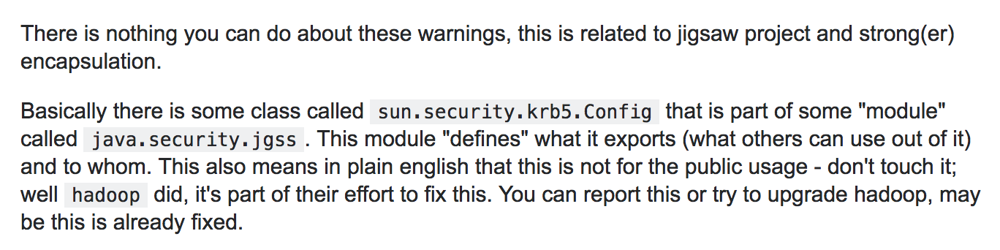 There is nothing you can do about these warnings, this is related to jigsaw project and strong(er)
encapsulation.
Basically there is some class called sun.security.krb5.Config that is part of some "module"
called java.security.jgss . This module "defines" what it exports (what others can use out of it)
and to whom. This also means in plain english that this is not for the public usage - don't touch it;
well hadoop did, it's part of their effort to fix this. You can report this or try to upgrade hadoop, may
be this is already fixed.